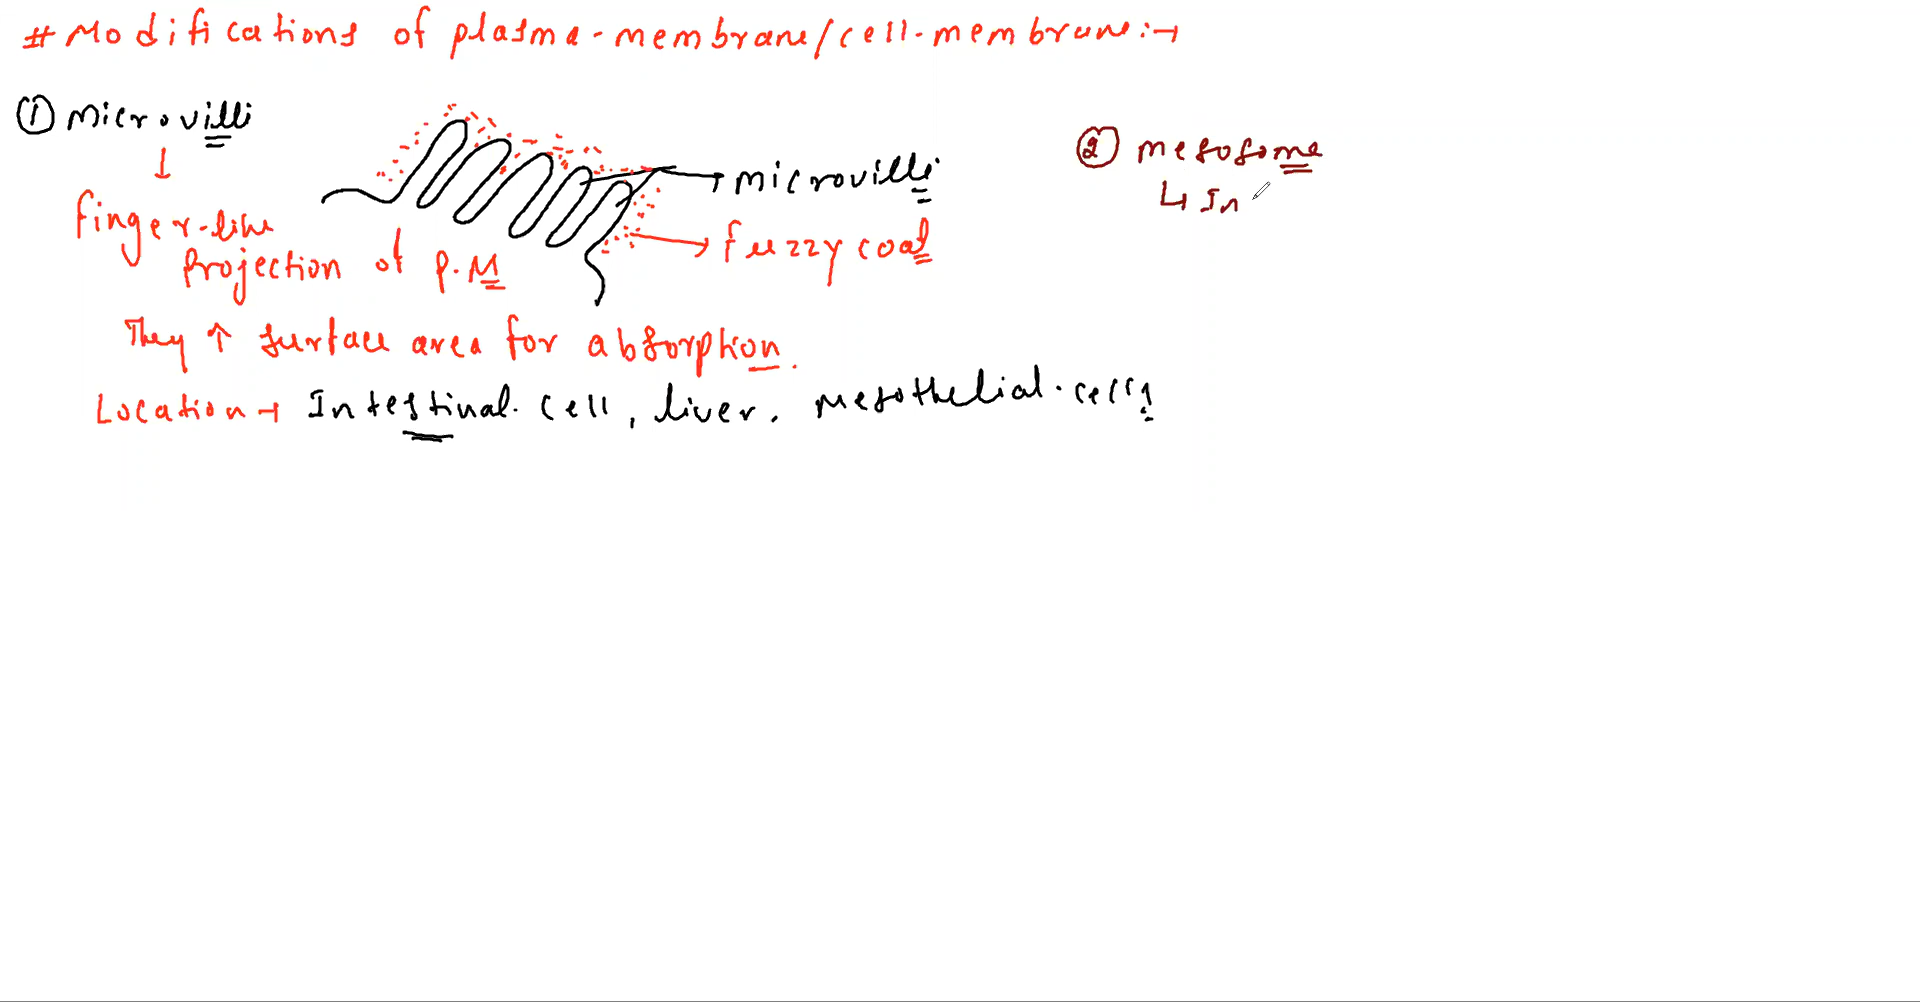 # Modifications of plasma-membrane/cell-membrane:→
① Microvilli
↓
finger-like
Projection of P.M
microvilli
fuzzy coat
They ↑ surface area for absorption.
Location → Intestinal cell, liver, Mesothelial cells
② Mesosome
↳ In